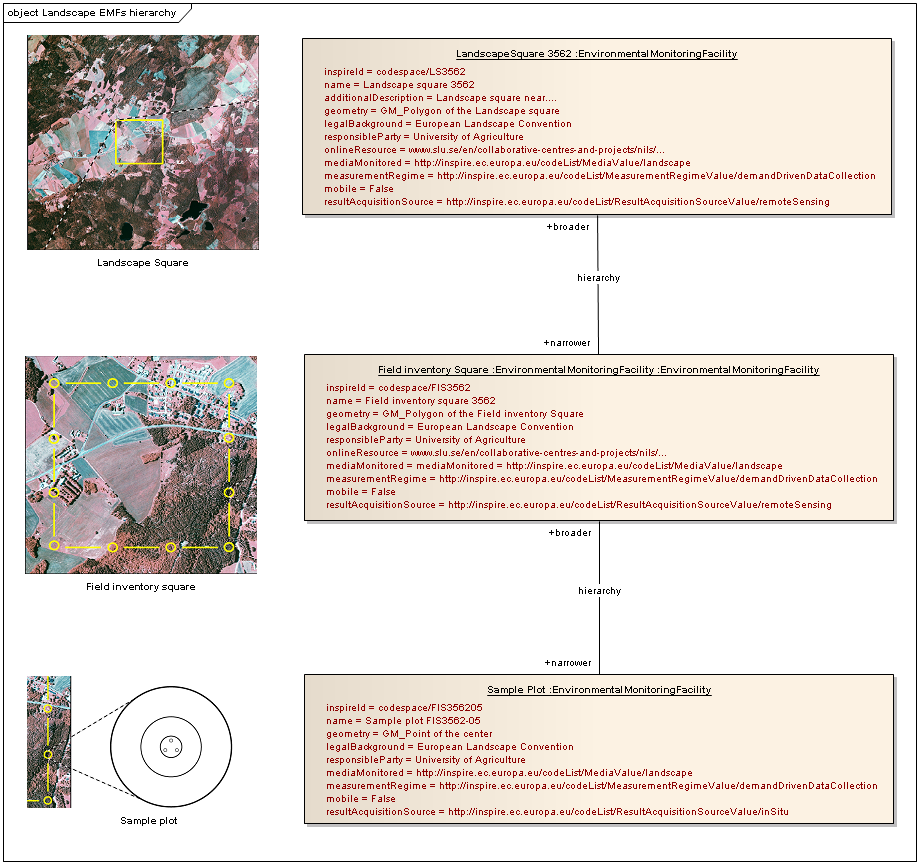 object Landscape EMFs hierarchy
LandscapeSquare 3562 :EnvironmentalMonitoringFacility
inspireId = codespace/LS3562
name = Landscape square 3562
additionalDescription = Landscape square near....
geometry = GM_Polygon of the Landscape square
legalBackground = European Landscape Convention
responsibleParty = University of Agriculture
onlineResource = www.slu.se/en/collaborative-centres-and-projects/nils/...
mediaMonitored = http://inspire.ec.europa.eu/codeList/MediaValue/landscape
measurementRegime = http://inspire.ec.europa.eu/codeList/MeasurementRegimeValue/demandDrivenDataCollection
mobile = False
resultAcquisitionSource = http://inspire.ec.europa.eu/codeList/ResultAcquisitionSourceValue/remoteSensing
Landscape Square
+broader
hierarchy
+narrower
Field inventory Square :EnvironmentalMonitoringFacility :EnvironmentalMonitoringFacility
inspireId = codespace/FIS3562
name = Field inventory square 3562
geometry = GM_Polygon of the Field inventory Square
legalBackground = European Landscape Convention
responsibleParty = University of Agriculture
onlineResource = www.slu.se/en/collaborative-centres-and-projects/nils/...
mediaMonitored = mediaMonitored = http://inspire.ec.europa.eu/codeList/MediaValue/landscape
measurementRegime = http://inspire.ec.europa.eu/codeList/MeasurementRegimeValue/demandDrivenDataCollection
mobile = False
resultAcquisitionSource = http://inspire.ec.europa.eu/codeList/ResultAcquisitionSourceValue/remoteSensing
Field inventory square
+broader
hierarchy
+narrower
Sample Plot :EnvironmentalMonitoringFacility
inspireId = codespace/FIS356205
name = Sample plot FIS3562-05
geometry = GM_Point of the center
legalBackground = European Landscape Convention
responsibleParty = University of Agriculture
mediaMonitored = http://inspire.ec.europa.eu/codeList/MediaValue/landscape
measurementRegime = http://inspire.ec.europa.eu/codeList/MeasurementRegimeValue/demandDrivenDataCollection
mobile = False
resultAcquisitionSource = http://inspire.ec.europa.eu/codeList/ResultAcquisitionSourceValue/inSitu
Sample plot